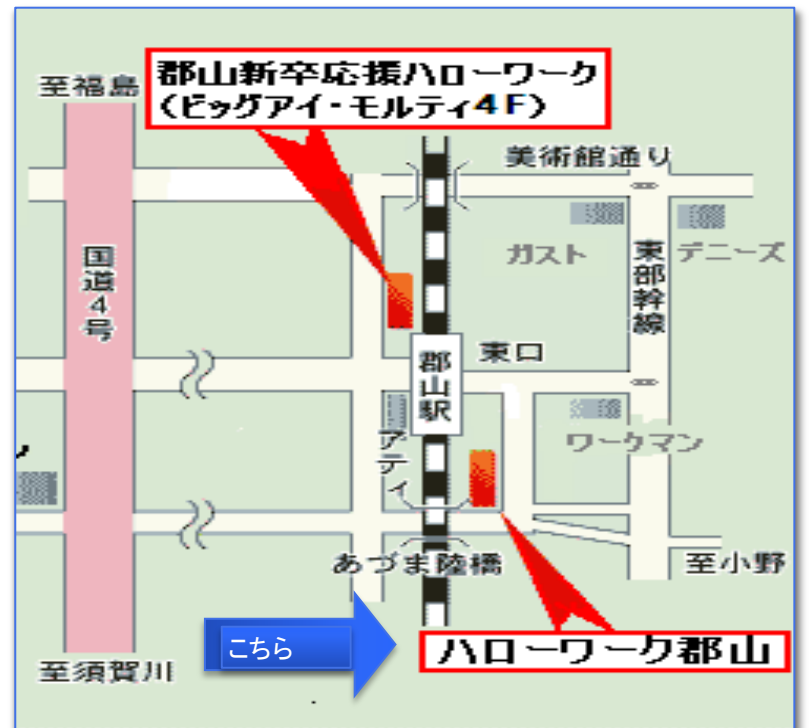 郡山新卒応援ハローワーク
(ビッグアイ・モルティ4F)
至福島
美術館通り
国道4号
ガスト
東部幹線
デニーズ
東口
郡山駅
アティ
ワークマン
あづま陸橋
至小野
こちら
ハローワーク郡山
至須賀川